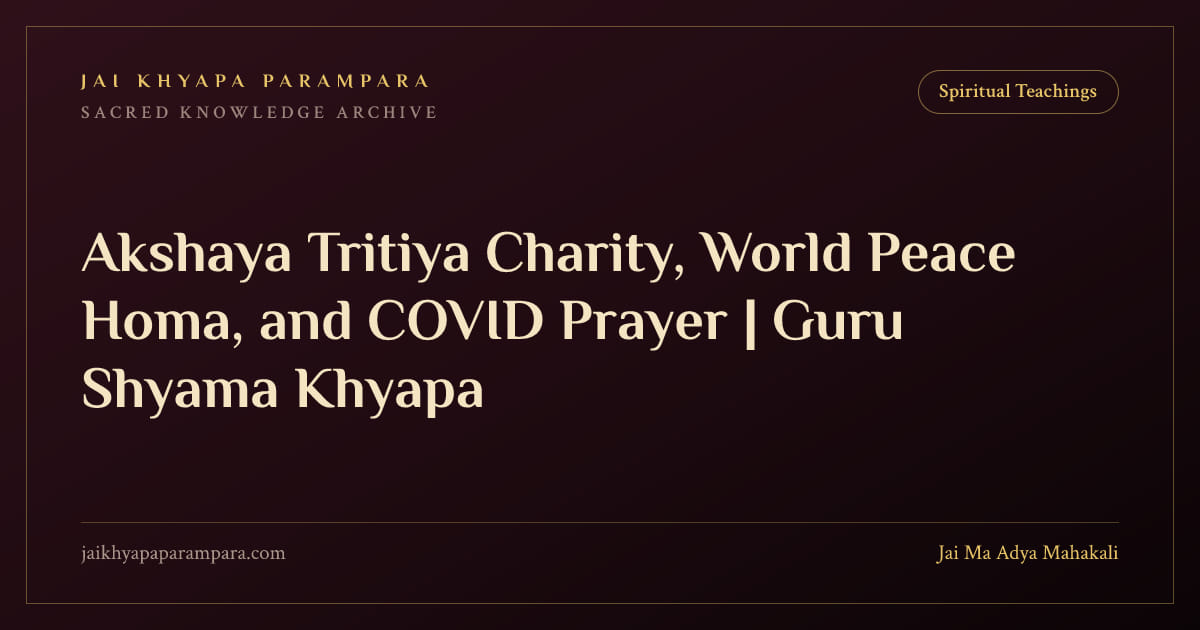 JAI KHYAPA PARAMPARA
SACRED KNOWLEDGE ARCHIVE
Spiritual Teachings
Akshaya Tritiya Charity, World Peace
Homa, and COVID Prayer | Guru
Shyama Khyapa
jaikhyapaparampara.com
Jai Ma Adya Mahakali